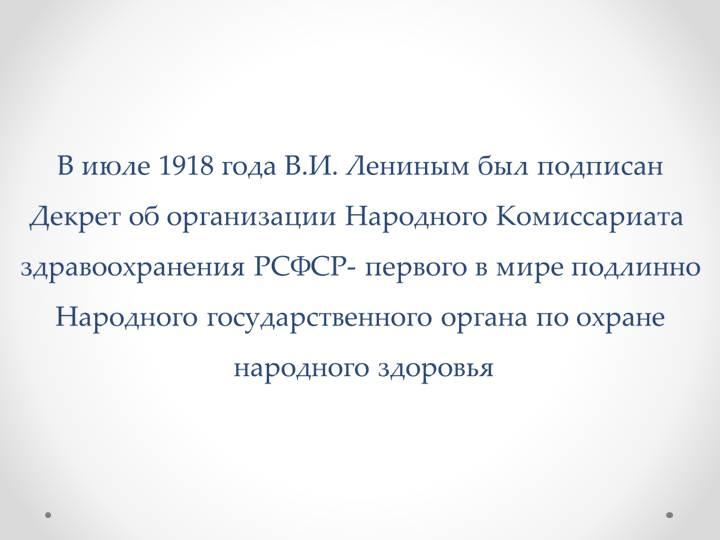 В июле 1918 года В.И. Лениным был подписан
Декрет об организации Народного Комиссариата
здравоохранения РСФСР- первого в мире подлинно
Народного государственного органа по охране
народного здоровья